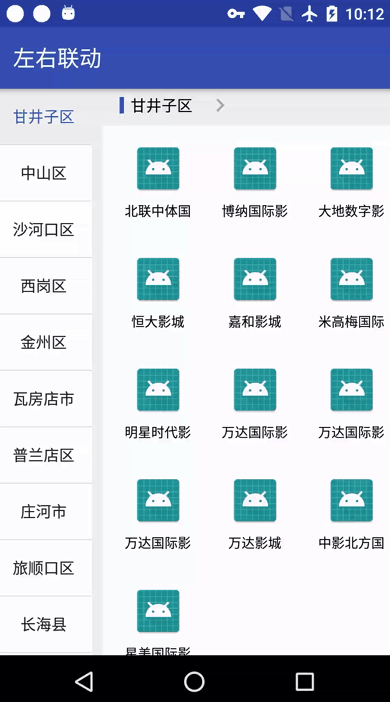 10:12
左右联动
甘井子区
中山区
沙河口区
西岗区
金州区
瓦房店市
普兰店区
庄河市
旅顺口区
长海县
甘井子区
北联中体国 博纳国际影 大地数字影
恒大影城 嘉和影城 米高梅国际
明星时代影 万达国际影 万达国际影
万达国际影 万达影城 中影北方国
星美国际影